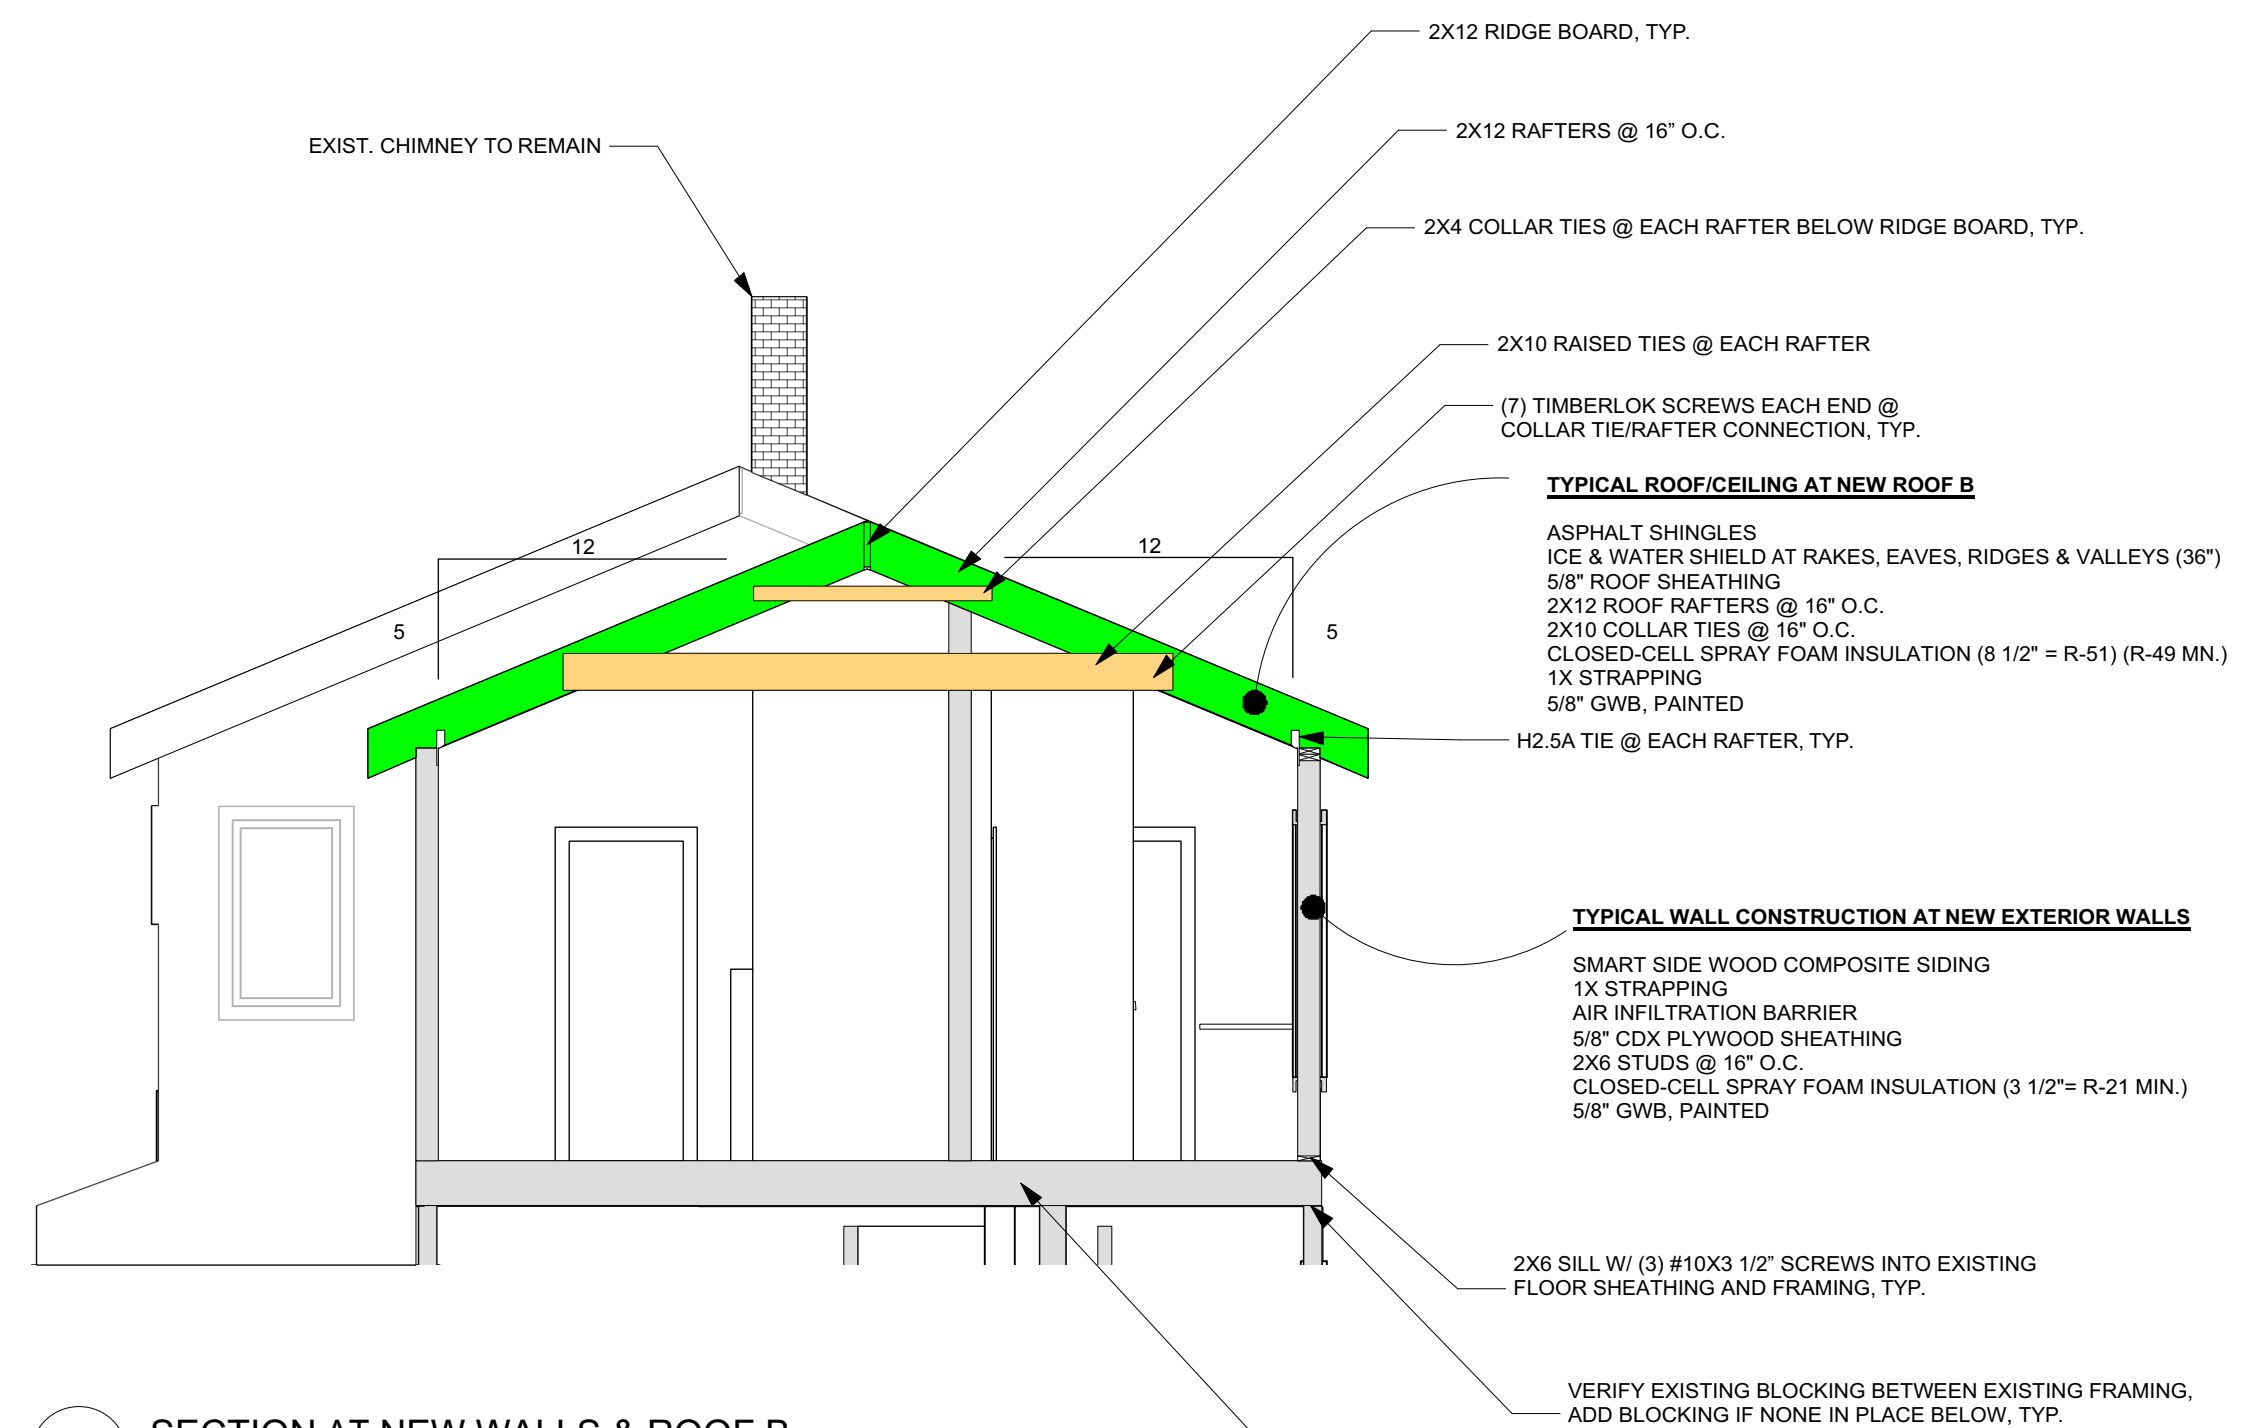 2X12 RIDGE BOARD, TYP.
2X12 RAFTERS @ 16” O.C.
EXIST. CHIMNEY TO REMAIN
2X4 COLLAR TIES @ EACH RAFTER BELOW RIDGE BOARD, TYP.
2X10 RAISED TIES @ EACH RAFTER
(7) TIMBERLOK SCREWS EACH END @
COLLAR TIE/RAFTER CONNECTION, TYP.
TYPICAL ROOF/CEILING AT NEW ROOF B
ASPHALT SHINGLES
ICE & WATER SHIELD AT RAKES, EAVES, RIDGES & VALLEYS (36")
5/8" ROOF SHEATHING
2X12 ROOF RAFTERS @ 16" O.C.
2X10 COLLAR TIES @ 16" O.C.
CLOSED-CELL SPRAY FOAM INSULATION (8 1/2" = R-51) (R-49 MN.)
1X STRAPPING
5/8" GWB, PAINTED
12
12
5
5
H2.5A TIE @ EACH RAFTER, TYP.
TYPICAL WALL CONSTRUCTION AT NEW EXTERIOR WALLS
SMART SIDE WOOD COMPOSITE SIDING
1X STRAPPING
AIR INFILTRATION BARRIER
5/8" CDX PLYWOOD SHEATHING
2X6 STUDS @ 16" O.C.
CLOSED-CELL SPRAY FOAM INSULATION (3 1/2"= R-21 MIN.)
5/8" GWB, PAINTED
2X6 SILL W/ (3) #10X3 1/2” SCREWS INTO EXISTING
FLOOR SHEATHING AND FRAMING, TYP.
VERIFY EXISTING BLOCKING BETWEEN EXISTING FRAMING,
ADD BLOCKING IF NONE IN PLACE BELOW, TYP.
SECTION AT NEW WALLS & ROOF B